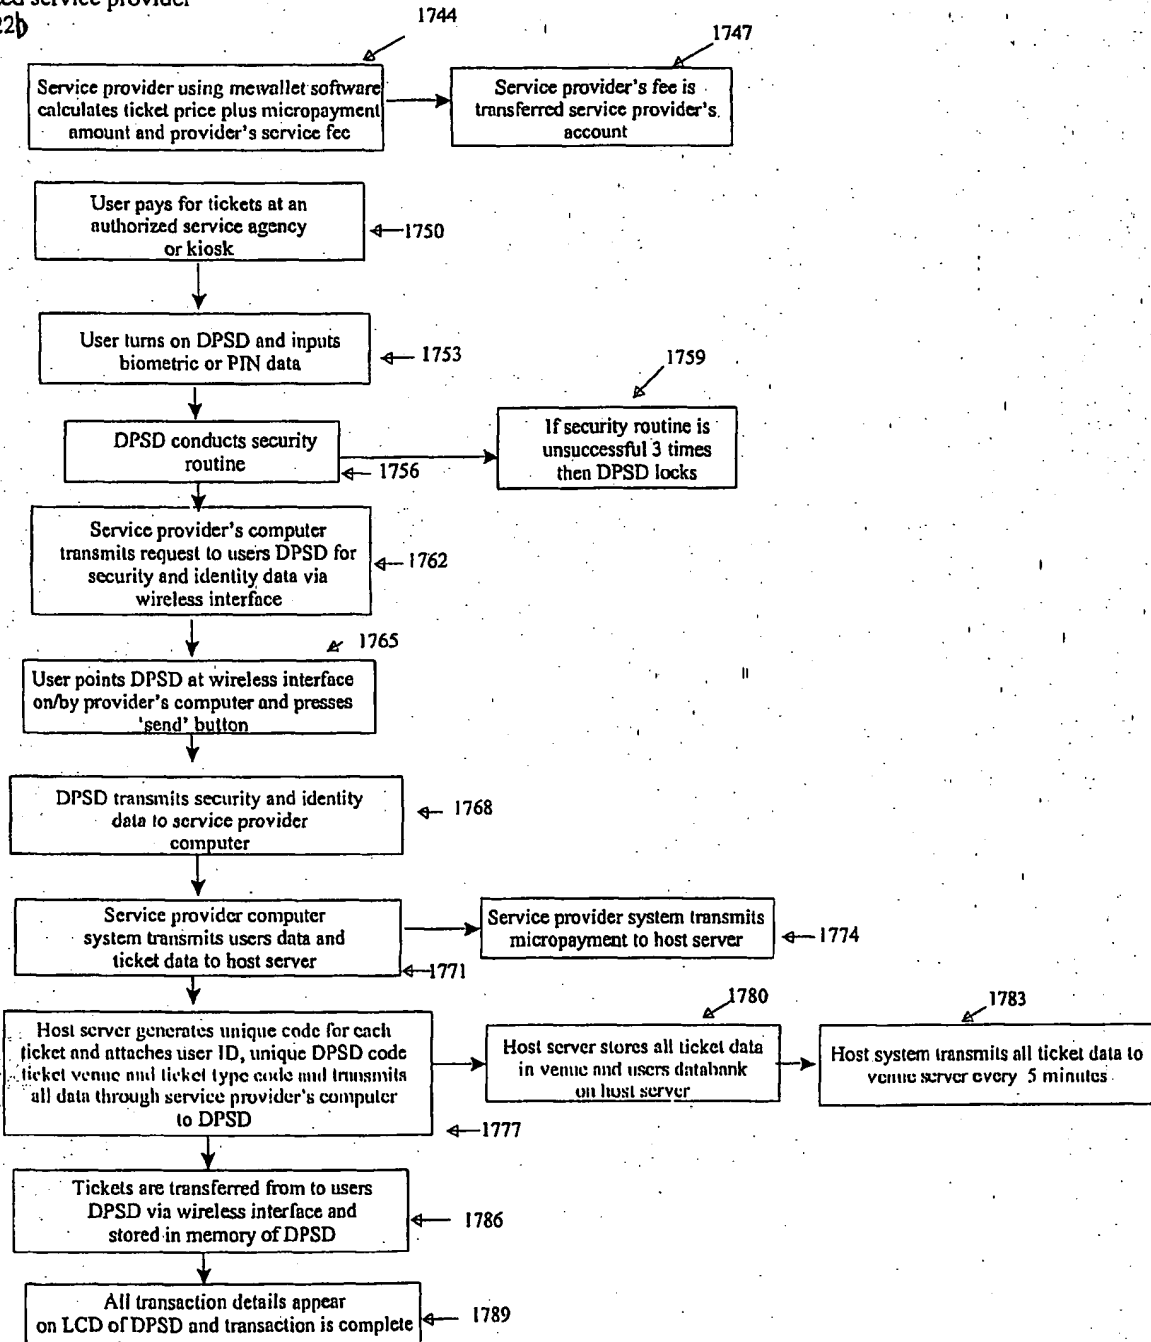 ed service provider
22b
1744
1747
Service provider using mewallet software
calculates ticket price plus micropayment
amount and provider's service fee
Service provider's fee is
transferred service provider's
account
User pays for tickets at an
authorized service agency
or kiosk
1750
User turns on DPSD and inputs
biometric or PIN data
1753
1759
DPSD conducts security
routine
1756
If security routine is
unsuccessful 3 times
then DPSD locks
Service provider's computer
transmits request to users DPSD for
security and identity data via
wireless interface
1762
1765
User points DPSD at wireless interface
on/by provider's computer and presses
'send' button
DPSD transmits security and identity
data to service provider
computer
1768
Service provider computer
system transmits users data and
ticket data to host server
1771
Service provider system transmits
micropayment to host server
1774
1780
1783
Host server generates unique code for each
ticket and attaches user ID, unique DPSD code
ticket venue and ticket type code and transmits
all data through service provider's computer
to DPSD
1777
Host server stores all ticket data
in venue and users databank
on host server
Host system transmits all ticket data to
venue server every 5 minutes
Tickets are transferred from to users
DPSD via wireless interface and
stored in memory of DPSD
1786
All transaction details appear
on LCD of DPSD and transaction is complete
1789